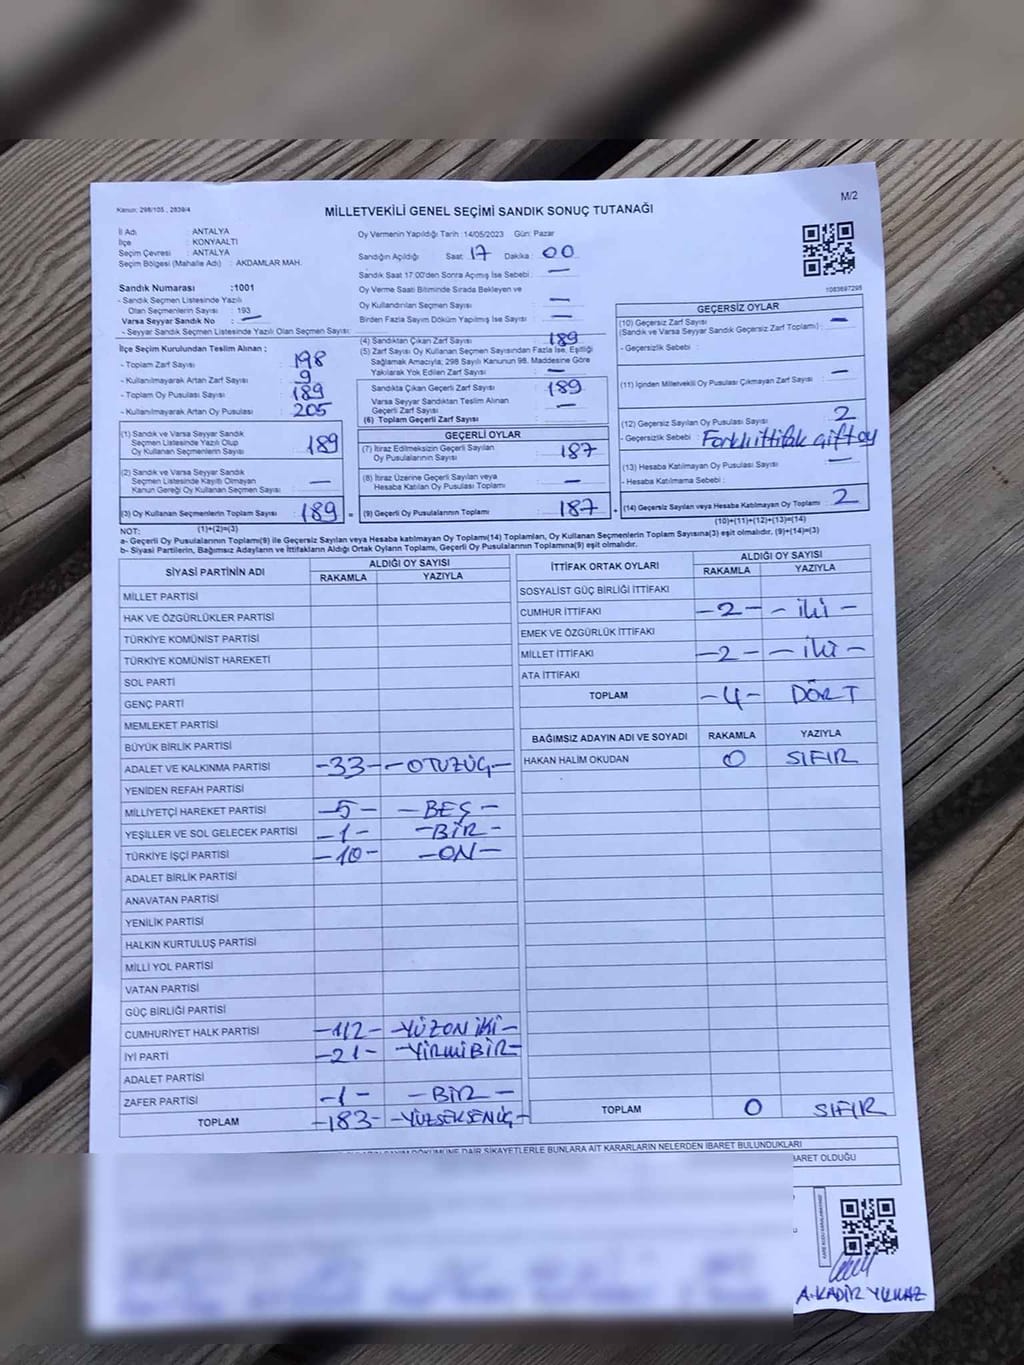 M/2
Kanun: 298/105 , 2839/4
MİLLETVEKİLİ GENEL SEÇİMİ SANDIK SONUÇ TUTANAĞI
İl Adı : ANTALYA
İlçe : KONYAALTI
Seçim Çevresi : ANTALYA
Seçim Bölgesi (Mahalle Adı) : AKDAMLAR MAH.
Sandık Numarası :1001
- Sandık Seçmen Listesinde Yazılı
Olan Seçmenlerin Sayısı : 193
Varsa Seyyar Sandık No : —
- Seyyar Sandık Seçmen Listesinde Yazılı Olan Seçmen Sayısı:
Oy Vermenin Yapıldığı Tarih :14/05/2023 Gün: Pazar
Sandığın Açıldığı Saat: 17 Dakika : 00
Sandık Saat 17:00'den Sonra Açımış İse Sebebi : —
Oy Verme Saati Bitiminde Sırada Bekleyen ve
Oy Kullandırılan Seçmen Sayısı : —
Birden Fazla Sayım Döküm Yapılmış İse Sayısı : —
1083697295
İlçe Seçim Kurulundan Teslim Alınan ;
- Toplam Zarf Sayısı : 198
- Kullanılmayarak Artan Zarf Sayısı : 9
- Toplam Oy Pusulası Sayısı : 189
- Kullanılmayarak Artan Oy Pusulası : 205
(1) Sandık ve Varsa Seyyar Sandık
Seçmen Listesinde Yazılı Olup
Oy Kullanan Seçmenlerin Sayısı : 189
(2) Sandık ve Varsa Seyyar Sandık
Seçmen Listesinde Kayıtlı Olmayan
Kanun Gereği Oy Kullanan Seçmen Sayısı : —
(3) Oy Kullanan Seçmenlerin Toplam Sayısı : 189 =
(1)+(2)=(3)
(4) Sandıktan Çıkan Zarf Sayısı : 189
(5) Zarf Sayısı Oy Kullanan Seçmen Sayısından Fazla İse, Eşitliği
Sağlamak Amacıyla; 298 Sayılı Kanunun 98. Maddesine Göre
Yakılarak Yok Edilen Zarf Sayısı : —
Sandıkta Çıkan Geçerli Zarf Sayısı : 189
Varsa Seyyar Sandıktan Teslim Alınan
Geçerli Zarf Sayısı : —
(6) Toplam Geçerli Zarf Sayısı :
GEÇERLİ OYLAR
(7) İtiraz Edilmeksizin Geçerli Sayılan
Oy Pusulalarının Sayısı : 187
(8) İtiraz Üzerine Geçerli Sayılan veya
Hesaba Katılan Oy Pusulası Toplamı : —
(9) Geçerli Oy Pusulalarının Toplamı : 187 +
GEÇERSİZ OYLAR
(10) Geçersiz Zarf Sayısı : —
(Sandık ve Varsa Seyyar Sandık Geçersiz Zarf Toplamı) :
- Geçersizlik Sebebi :
(11) İçinden Milletvekili Oy Pusulası Çıkmayan Zarf Sayısı : —
(12) Geçersiz Sayılan Oy Pusulası Sayısı : 2
- Geçersizlik Sebebi : Farklı ittifak çift oy
(13) Hesaba Katılmayan Oy Pusulası Sayısı : —
- Hesaba Katılmama Sebebi :
(14) Geçersiz Sayılan veya Hesaba Katılmayan Oy Toplamı : 2
(10)+(11)+(12)+(13)=(14)
NOT:
a- Geçerli Oy Pusulalarının Toplamı(9) ile Geçersiz Sayılan veya Hesaba katılmayan Oy Toplamı(14) Toplamları, Oy Kullanan Seçmenlerin Toplam Sayısına(3) eşit olmalıdır. (9)+(14)=(3)
b- Siyasi Partilerin, Bağımsız Adayların ve İttifakların Aldığı Ortak Oyların Toplamı, Geçerli Oy Pusulalarının Toplamına(9) eşit olmalıdır.
SİYASİ PARTİNİN ADI ALDIĞI OY SAYISI
RAKAMLA YAZIYLA
MİLLET PARTİSİ
HAK VE ÖZGÜRLÜKLER PARTİSİ
TÜRKİYE KOMÜNİST PARTİSİ
TÜRKİYE KOMÜNİST HAREKETİ
SOL PARTİ
GENÇ PARTİ
MEMLEKET PARTİSİ
BÜYÜK BİRLİK PARTİSİ
ADALET VE KALKINMA PARTİSİ -33- -OTUZÜÇ-
YENİDEN REFAH PARTİSİ
MİLLİYETÇİ HAREKET PARTİSİ -5- -BEŞ-
YEŞİLLER VE SOL GELECEK PARTİSİ -1- -BİR-
TÜRKİYE İŞÇİ PARTİSİ -10- -ON-
ADALET BİRLİK PARTİSİ
ANAVATAN PARTİSİ
YENİLİK PARTİSİ
HALKIN KURTULUŞ PARTİSİ
MİLLİ YOL PARTİSİ
VATAN PARTİSİ
GÜÇ BİRLİĞİ PARTİSİ
CUMHURİYET HALK PARTİSİ -112- -YÜZONİKİ-
İYİ PARTİ -21- -YİRMİBİR-
ADALET PARTİSİ
ZAFER PARTİSİ -1- -BİR-
TOPLAM -183- -YÜZSEKSENÜÇ-
İTTİFAK ORTAK OYLARI ALDIĞI OY SAYISI
RAKAMLA YAZIYLA
SOSYALİST GÜÇ BİRLİĞİ İTTİFAKI
CUMHUR İTTİFAKI -2- -iki-
EMEK VE ÖZGÜRLÜK İTTİFAKI
MİLLET İTTİFAKI -2- -iki-
ATA İTTİFAKI
TOPLAM -4- DÖRT
BAĞIMSIZ ADAYIN ADI VE SOYADI RAKAMLA YAZIYLA
HAKAN HALİM OKUDAN 0 SIFIR
TOPLAM 0 SIFIR
DAİR ŞİKAYETLERLE BUNLARA AİT KARARLARIN NELERDEN İBARET BULUNDUKLARI
BARET OLDUĞU
A.KADİR YILMAZ